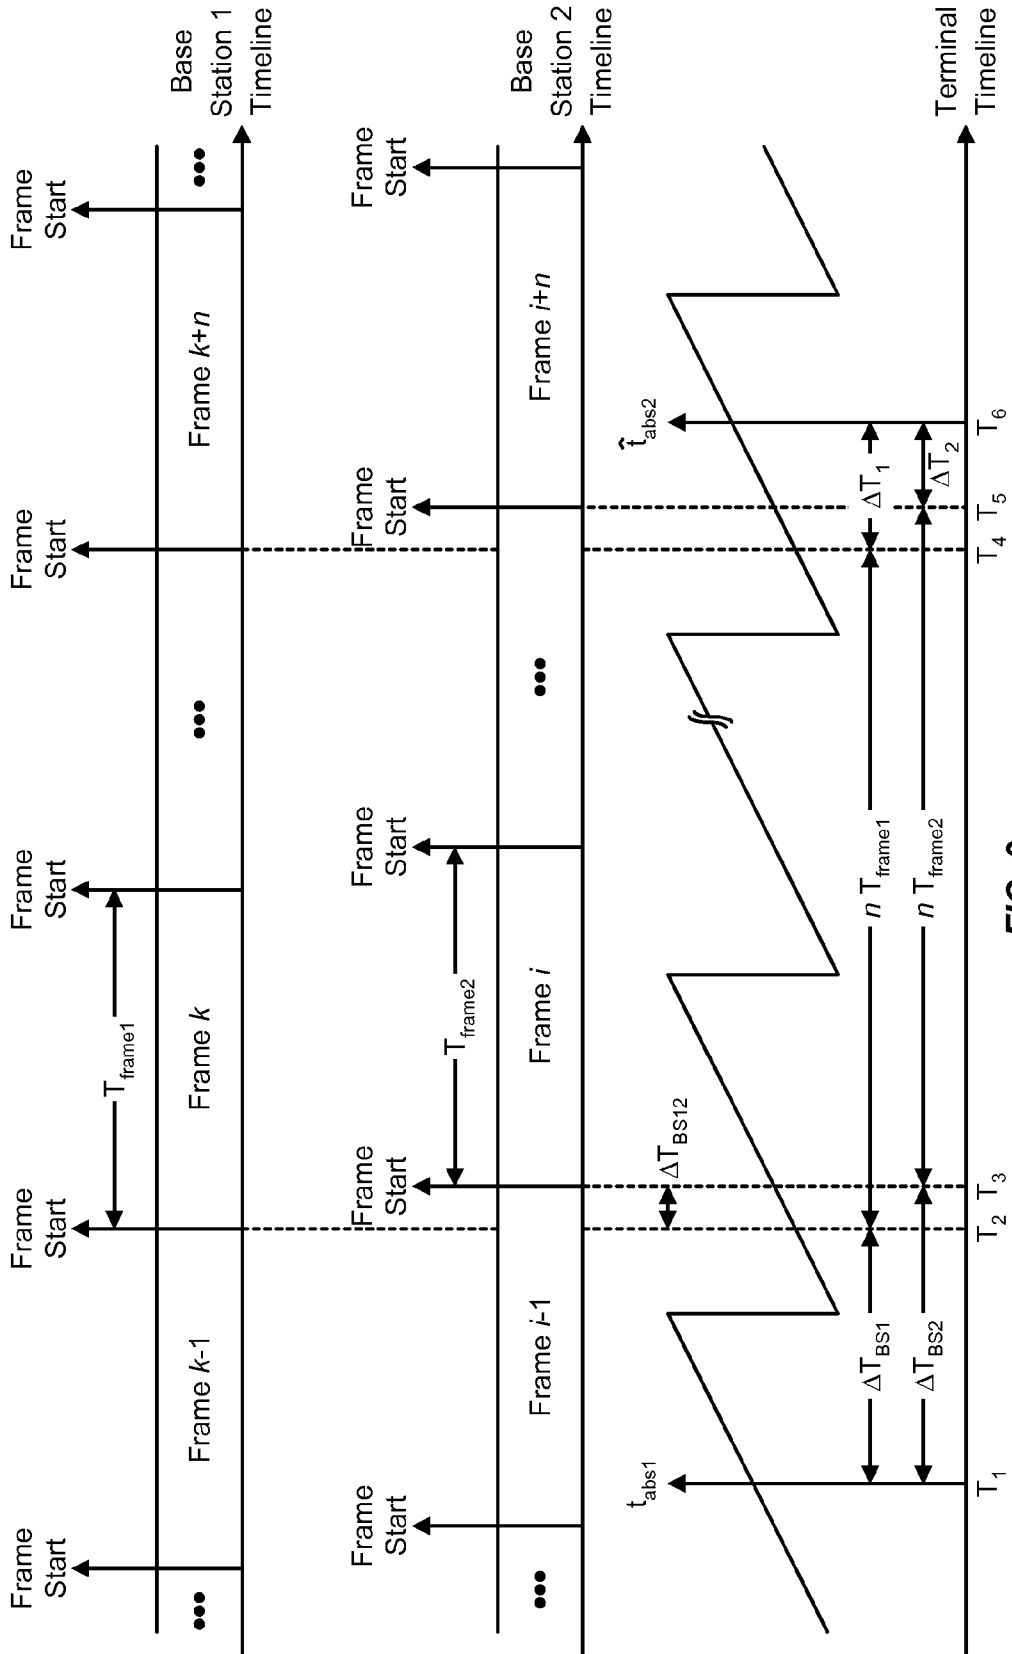 Frame
Start
Frame
Start
Frame
Start
Frame
Start
Frame
Start
T_frame1
Frame k-1
Frame k
Frame k+n
Base
Station 1
Timeline
Frame
Start
Frame
Start
Frame
Start
Frame
Start
Frame
Start
T_frame2
Frame i-1
Frame i
Frame i+n
Base
Station 2
Timeline
t_abs1
ΔT_BS12
t̂_abs2
ΔT_BS1
n T_frame1
ΔT_1
ΔT_BS2
n T_frame2
ΔT_2
T_1
T_2
T_3
T_4
T_5
T_6
Terminal
Timeline